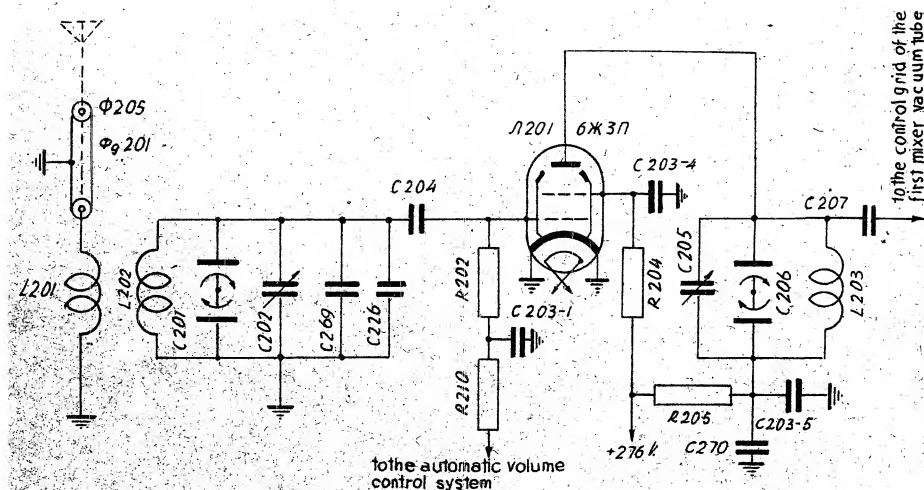 to the control grid of the
first mixer vacuum tube
Ф205
Фg201
Л201 6Ж3П
C203-4
C204
C207
R202
R204
C205
C206
L203
L201
L202
C201
C202
C269
C226
C203-1
R210
R205
C203-5
+276 V.
C270
tothe automatic volume
control system